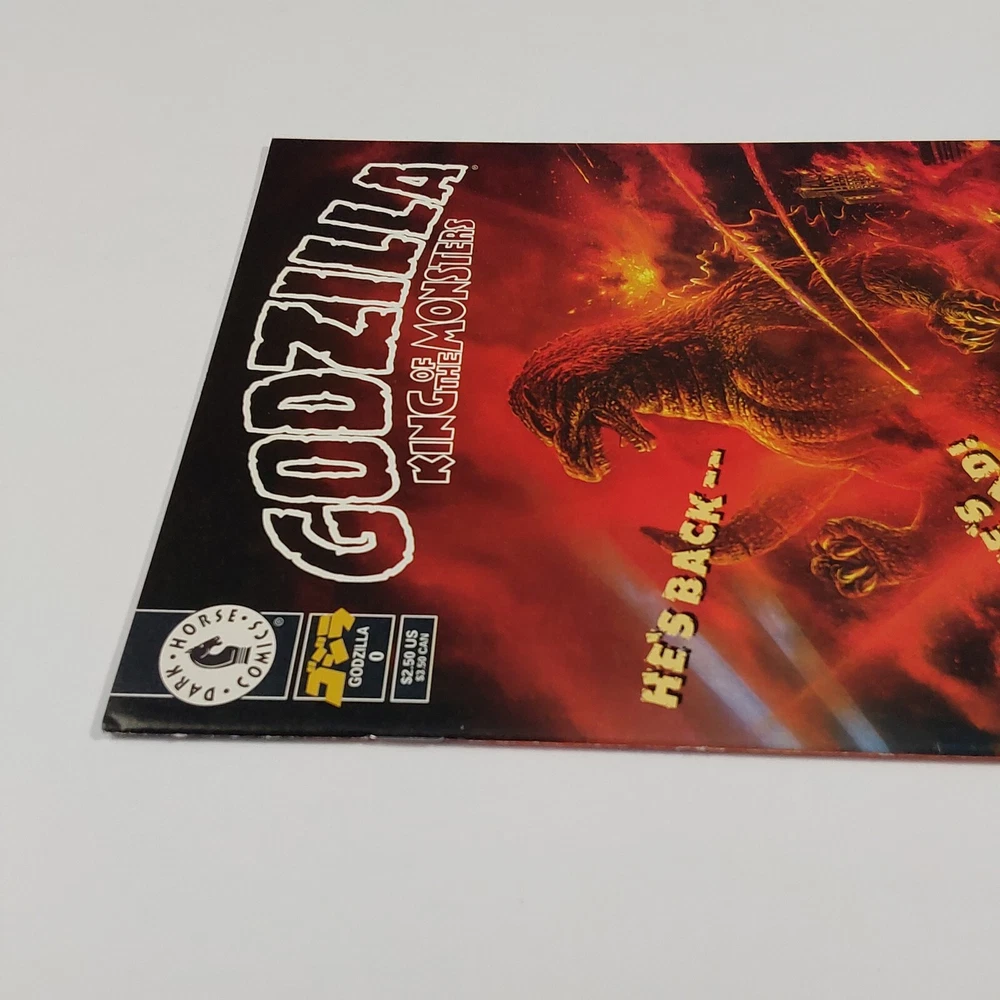 GODZILLA®
KING OF THE MONSTERS
DARK • HORSE • COMICS •
®
ゴジラ
GODZILLA
0
$2.50 US
$3.50 CAN
HE'S BACK--